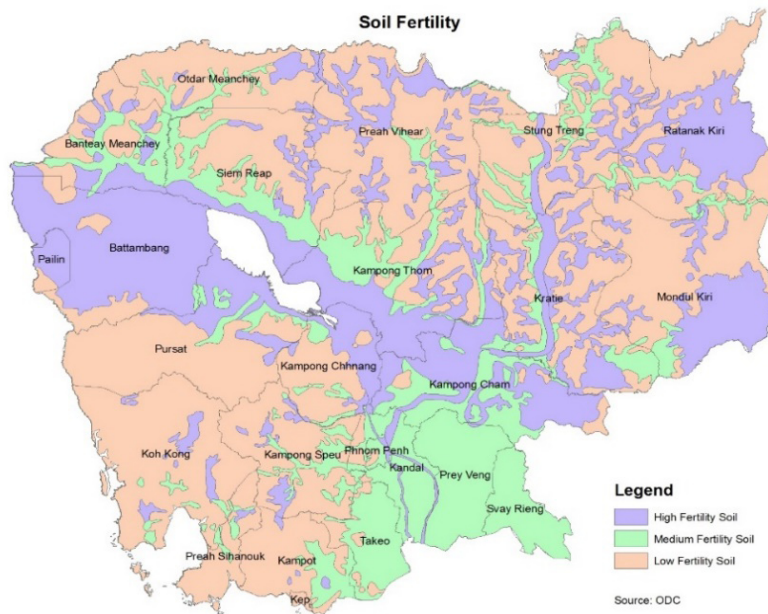 Soil Fertility
Otdar Meanchey
Banteay Meanchey
Preah Vihear
Stung Treng
Ratanak Kiri
Siem Reap
Battambang
Pailin
Kampong Thom
Kratie
Mondul Kiri
Pursat
Kampong Chhnang
Kampong Cham
Koh Kong
Kampong Speu
Phnom Penh
Kandal
Prey Veng
Svay Rieng
Takeo
Preah Sihanouk
Kampot
Kep
Legend
High Fertility Soil
Medium Fertility Soil
Low Fertility Soil
Source: ODC